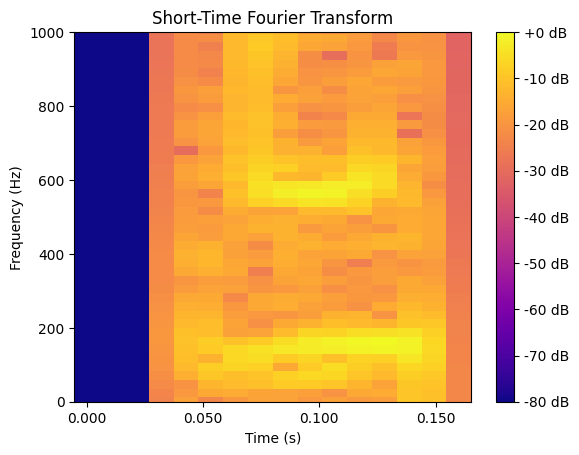 Short-Time Fourier Transform
1000
800
600
400
200
0
Frequency (Hz)
0.000
0.050
0.100
0.150
Time (s)
+0 dB
-10 dB
-20 dB
-30 dB
-40 dB
-50 dB
-60 dB
-70 dB
-80 dB